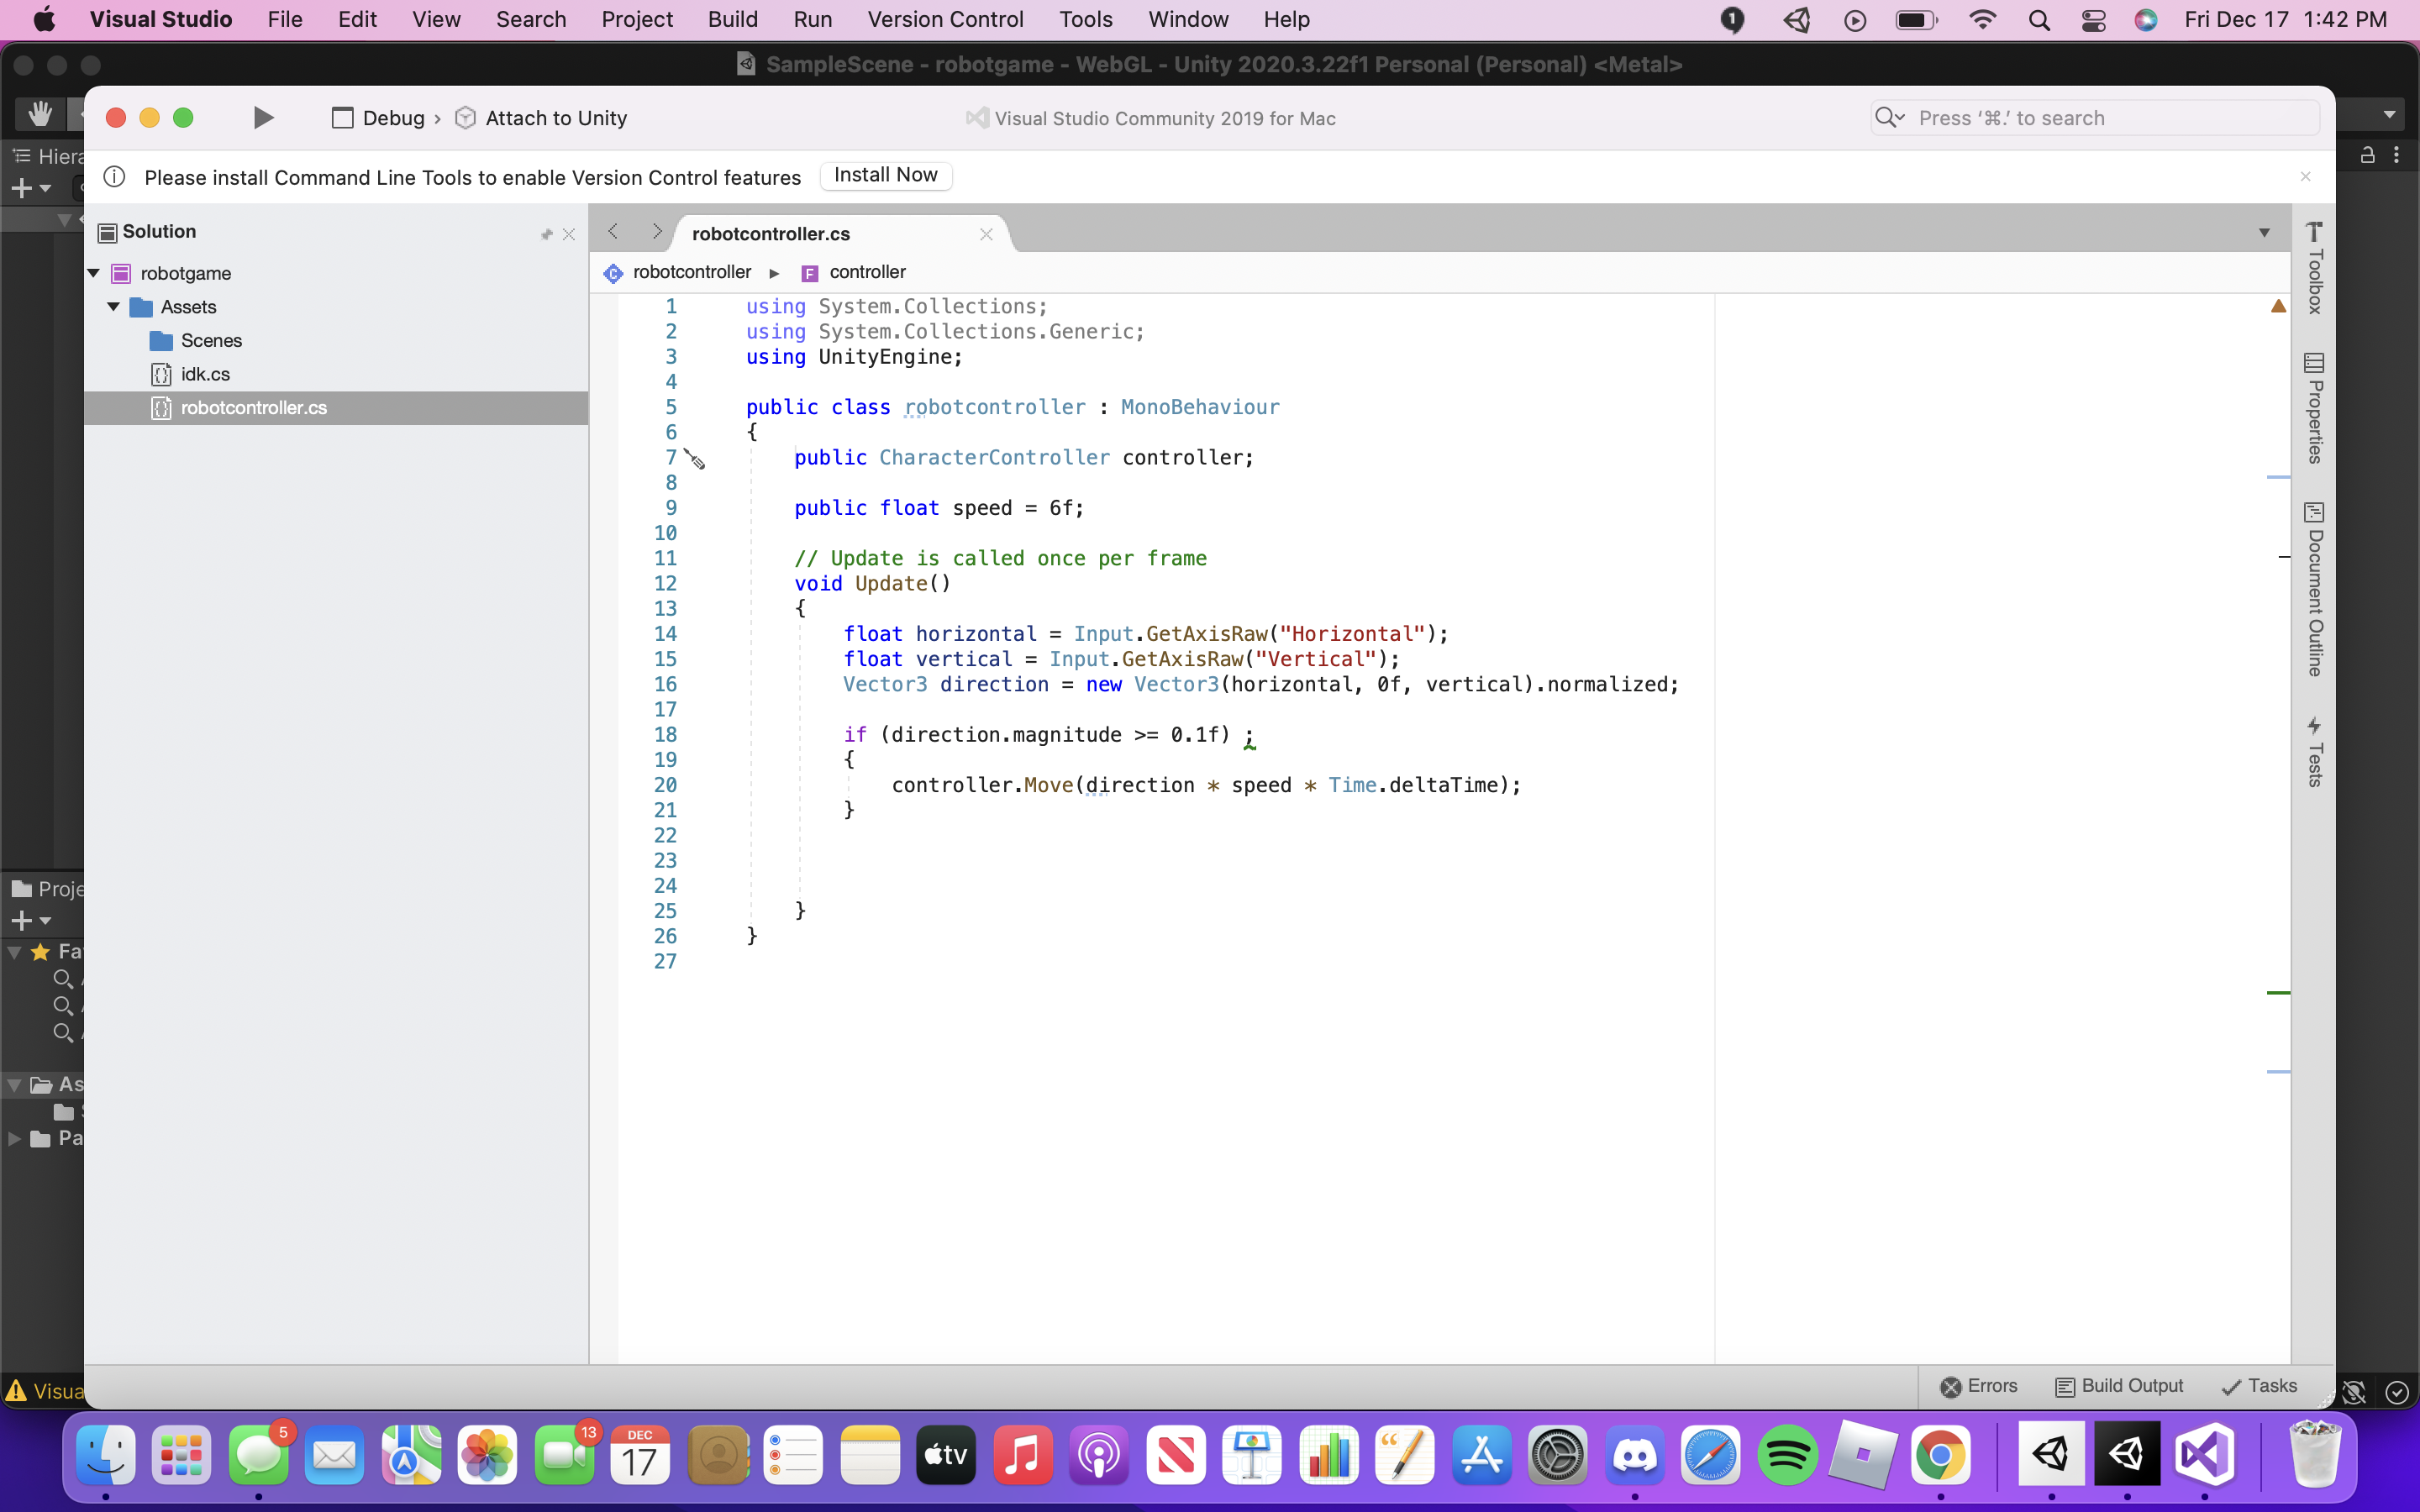 Visual Studio File Edit View Search Project Build Run Version Control Tools Window Help 1 Fri Dec 17 1:42 PM
SampleScene - robotgame - WebGL - Unity 2020.3.22f1 Personal (Personal) <Metal>
Debug › Attach to Unity Visual Studio Community 2019 for Mac Press ‘⌘.’ to search
Hiera
Please install Command Line Tools to enable Version Control features Install Now
Solution
robotgame
Assets
Scenes
idk.cs
robotcontroller.cs
robotcontroller.cs
robotcontroller ▸ F controller
1 using System.Collections;
2 using System.Collections.Generic;
3 using UnityEngine;
4
5 public class robotcontroller : MonoBehaviour
6 {
7 public CharacterController controller;
8
9 public float speed = 6f;
10
11 // Update is called once per frame
12 void Update()
13 {
14 float horizontal = Input.GetAxisRaw("Horizontal");
15 float vertical = Input.GetAxisRaw("Vertical");
16 Vector3 direction = new Vector3(horizontal, 0f, vertical).normalized;
17
18 if (direction.magnitude >= 0.1f) ;
19 {
20 controller.Move(direction * speed * Time.deltaTime);
21 }
22
23
24
25 }
26 }
27
Toolbox
Properties
Document Outline
Tests
Proje
Fa
As
Pa
Visua
Errors Build Output Tasks
5
13
DEC
17
tv